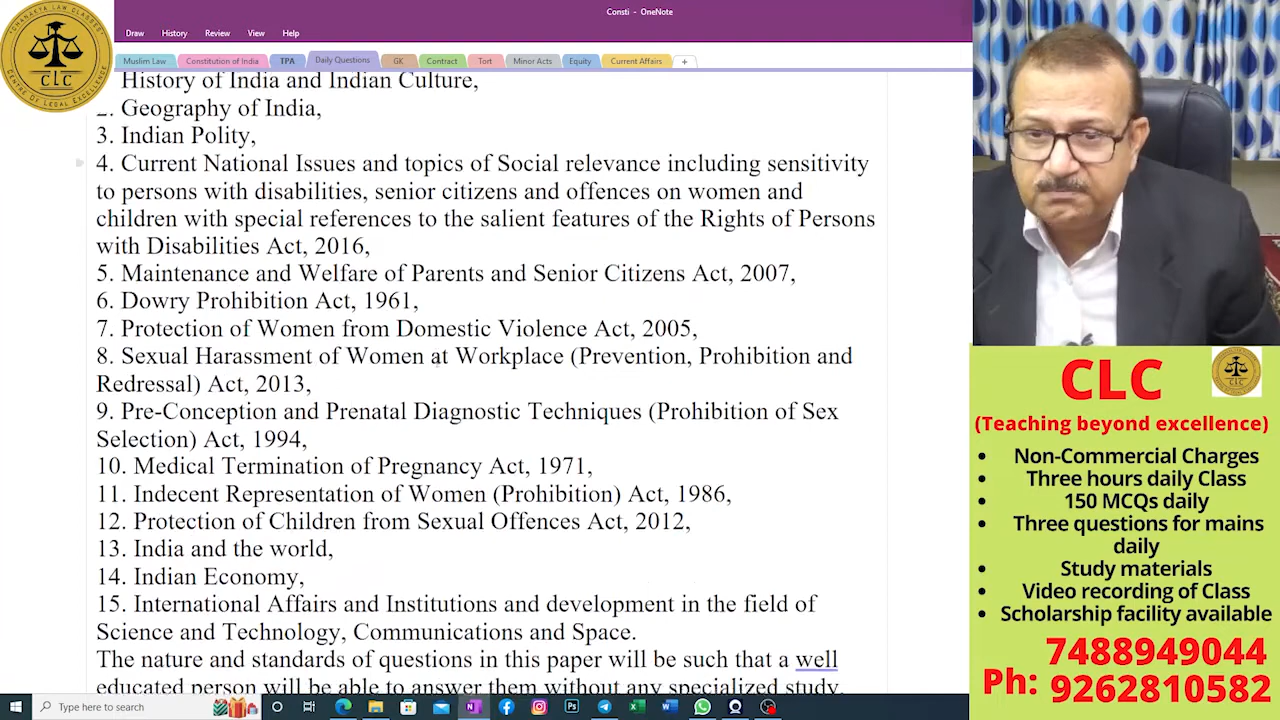 Consti - OneNote
Draw History Review View Help
Muslim Law Constitution of India TPA Daily Questions GK Contract Tort Minor Acts Equity Current Affairs +
"CHANAKYA LAW CLASSES"
CLC
CENTRE OF LEGAL EXCELLENCE
History of India and Indian Culture,
2. Geography of India,
3. Indian Polity,
4. Current National Issues and topics of Social relevance including sensitivity
to persons with disabilities, senior citizens and offences on women and
children with special references to the salient features of the Rights of Persons
with Disabilities Act, 2016,
5. Maintenance and Welfare of Parents and Senior Citizens Act, 2007,
6. Dowry Prohibition Act, 1961,
7. Protection of Women from Domestic Violence Act, 2005,
8. Sexual Harassment of Women at Workplace (Prevention, Prohibition and
Redressal) Act, 2013,
9. Pre-Conception and Prenatal Diagnostic Techniques (Prohibition of Sex
Selection) Act, 1994,
10. Medical Termination of Pregnancy Act, 1971,
11. Indecent Representation of Women (Prohibition) Act, 1986,
12. Protection of Children from Sexual Offences Act, 2012,
13. India and the world,
14. Indian Economy,
15. International Affairs and Institutions and development in the field of
Science and Technology, Communications and Space.
The nature and standards of questions in this paper will be such that a well
educated person will be able to answer them without any specialized study.
CLC
(Teaching beyond excellence)
• Non-Commercial Charges
• Three hours daily Class
• 150 MCQs daily
• Three questions for mains
daily
• Study materials
• Video recording of Class
• Scholarship facility available
7488949044
Ph: 9262810582
Type here to search